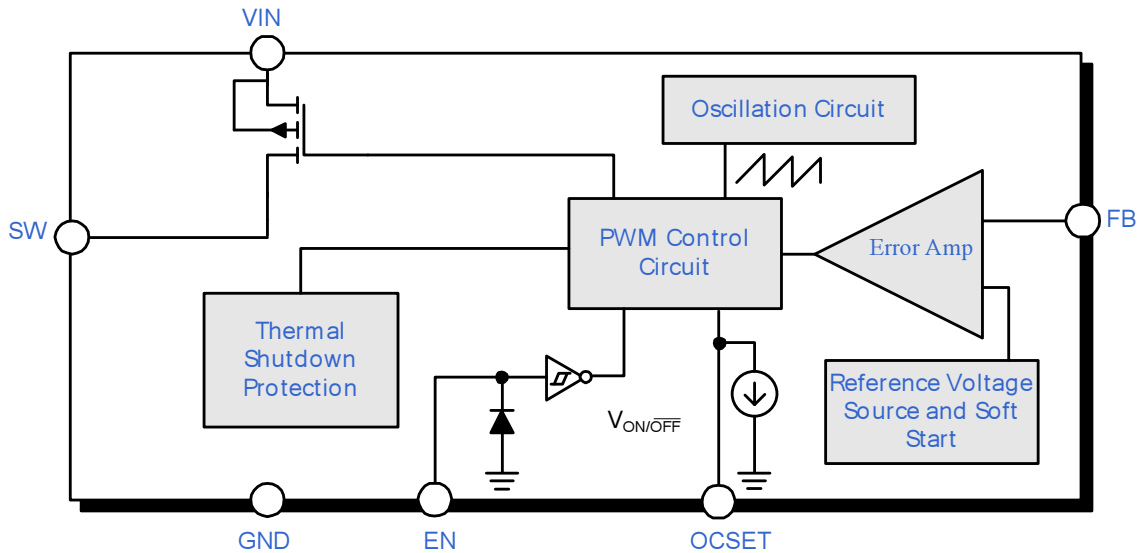 VIN
Oscillation Circuit
SW
FB
PWM Control
Circuit
Error Amp
Thermal
Shutdown
Protection
Reference Voltage
Source and Soft
Start
VON/OFF
GND
EN
OCSET